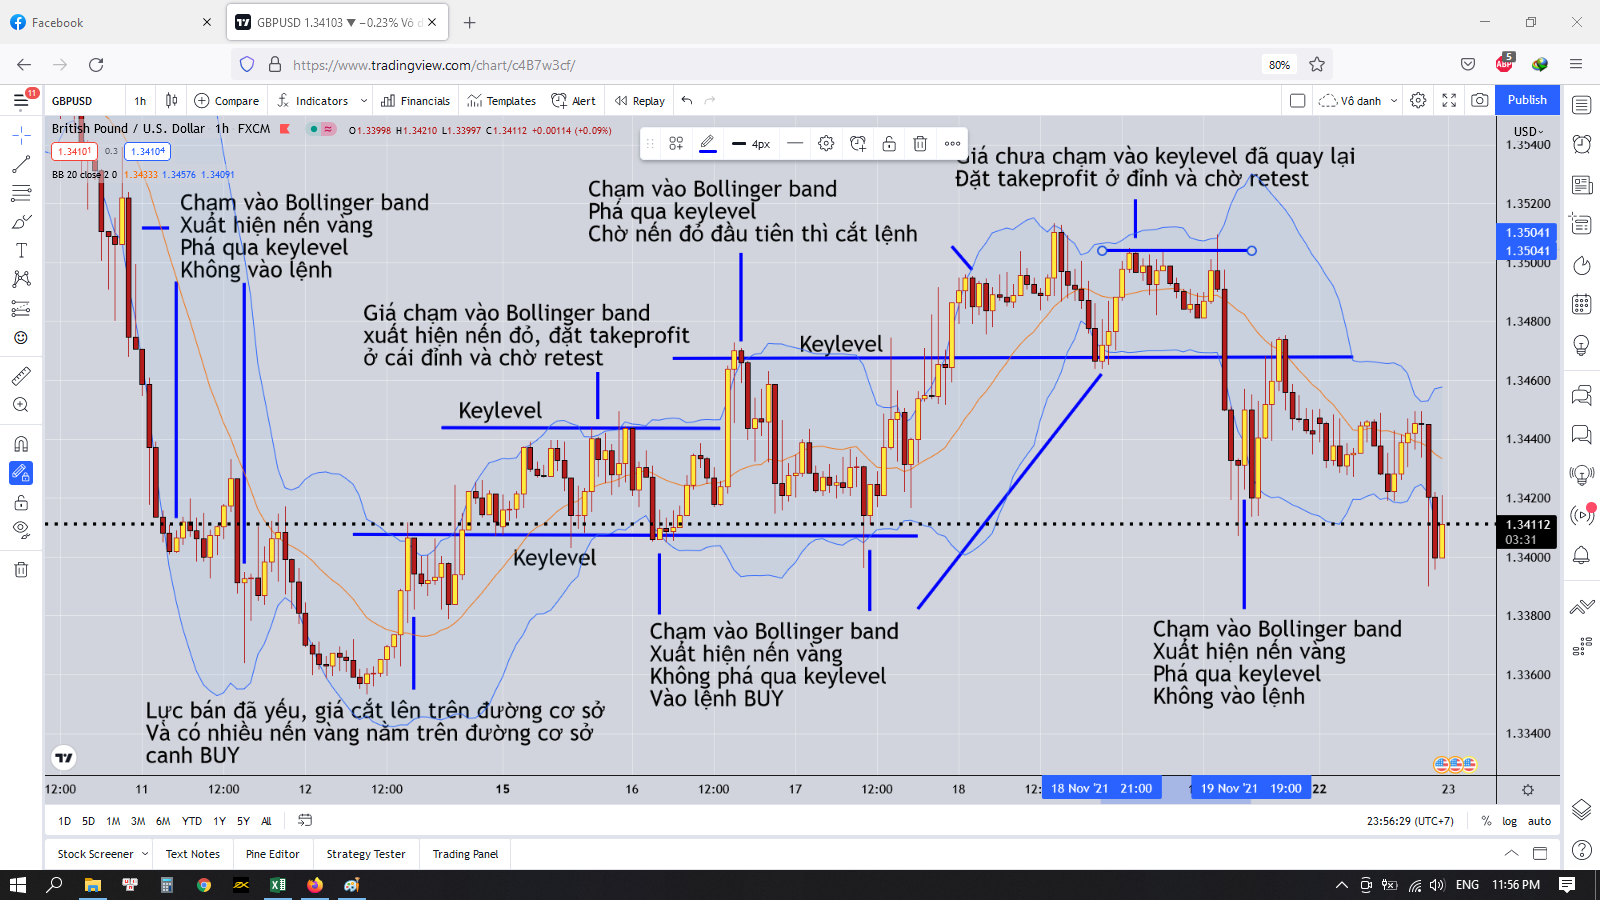 Facebook
GBPUSD 1.34103 ▼ −0.23% Vô d
https://www.tradingview.com/chart/c4B7w3cf/
80%
5
ABP
11
GBPUSD
1h
Compare
Indicators
Financials
Templates
Alert
Replay
Vô danh
Publish
British Pound / U.S. Dollar 1h FXCM
O1.33998 H1.34210 L1.33997 C1.34112 +0.00114 (+0.09%)
1.34101 0.3 1.34104
BB 20 close 2 0 1.34333 1.34576 1.34091
4px
USD
Giá chưa chạm vào keylevel đã quay lại
Đặt takeprofit ở đỉnh và chờ retest
Chạm vào Bollinger band
Phá qua keylevel
Chờ nến đỏ đầu tiên thì cắt lệnh
Chạm vào Bollinger band
Xuất hiện nến vàng
Phá qua keylevel
Không vào lệnh
Giá chạm vào Bollinger band
xuất hiện nến đỏ, đặt takeprofit
ở cái đỉnh và chờ retest
Keylevel
Keylevel
Keylevel
Chạm vào Bollinger band
Xuất hiện nến vàng
Không phá qua keylevel
Vào lệnh BUY
Chạm vào Bollinger band
Xuất hiện nến vàng
Phá qua keylevel
Không vào lệnh
Lực bán đã yếu, giá cắt lên trên đường cơ sở
Và có nhiều nến vàng nằm trên đường cơ sở
canh BUY
1.35400
1.35200
1.35041
1.35041
1.35000
1.34800
1.34600
1.34400
1.34200
1.34112
03:31
1.34000
1.33800
1.33600
1.33400
12:00 11 12:00 12 12:00 15 16 12:00 17 12:00 18 12: 18 Nov '21 21:00 19 Nov '21 19:00 22 23
1D 5D 1M 3M 6M YTD 1Y 5Y All
23:56:29 (UTC+7) % log auto
Stock Screener
Text Notes
Pine Editor
Strategy Tester
Trading Panel
ENG 11:56 PM